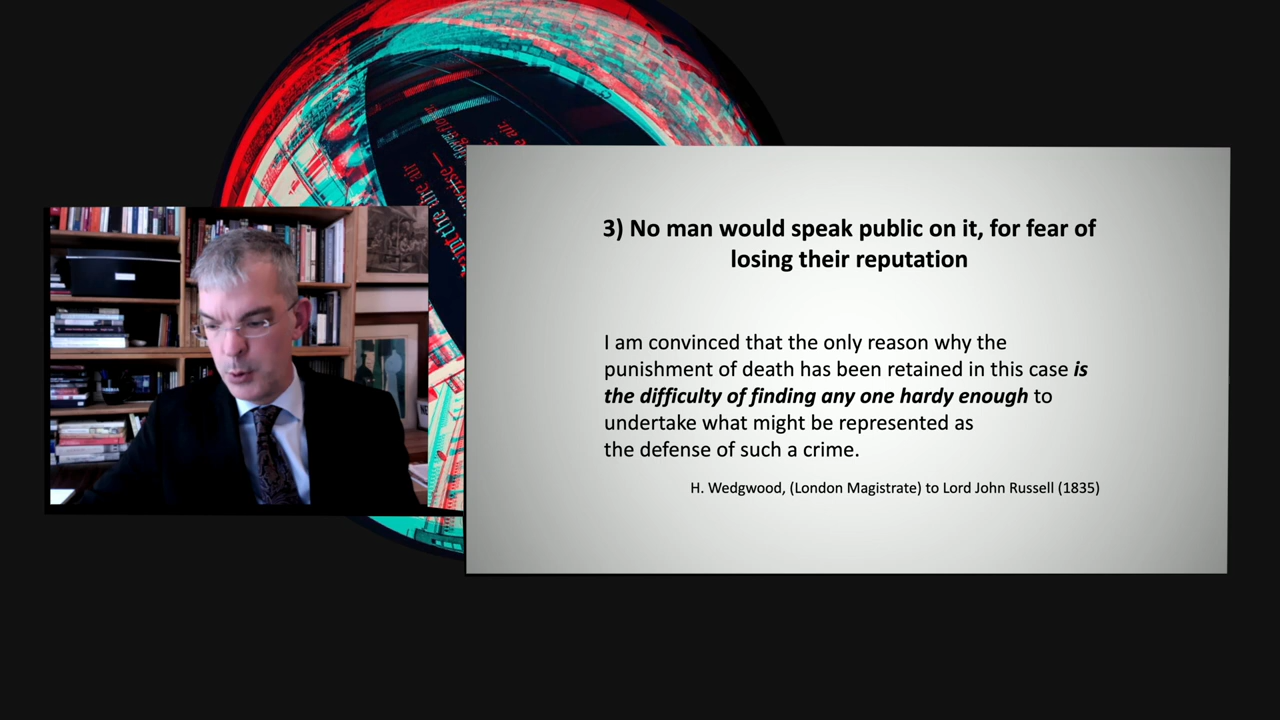 3) No man would speak public on it, for fear of
losing their reputation
I am convinced that the only reason why the
punishment of death has been retained in this case is
the difficulty of finding any one hardy enough to
undertake what might be represented as
the defense of such a crime.
H. Wedgwood, (London Magistrate) to Lord John Russell (1835)